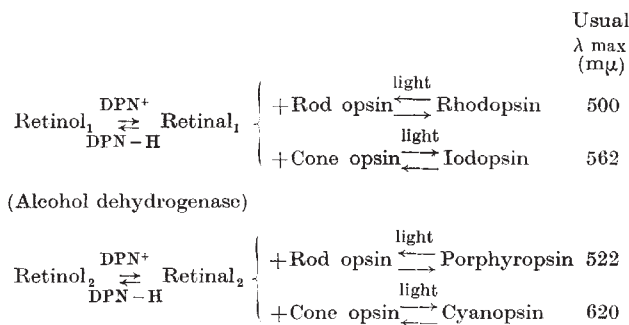 Usual
λ max
(mμ)
Retinol₁ DPN⁺ ⇄ DPN – H Retinal₁ { +Rod opsin light ⇄ Rhodopsin 500
+Cone opsin light ⇄ Iodopsin 562
(Alcohol dehydrogenase)
Retinol₂ DPN⁺ ⇄ DPN – H Retinal₂ { +Rod opsin light ⇄ Porphyropsin 522
+Cone opsin light ⇄ Cyanopsin 620